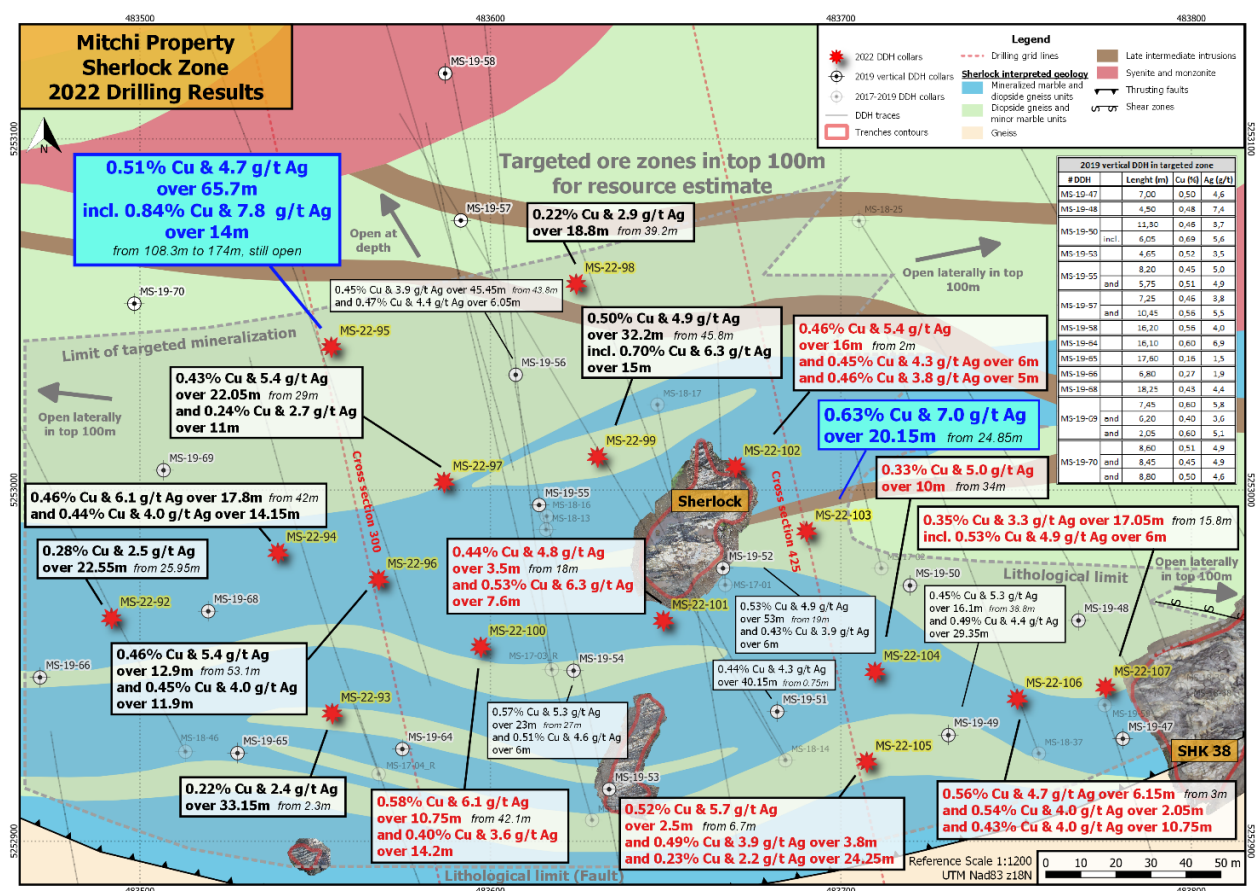 483500
483600
483700
483800
Mitchi Property
Sherlock Zone
2022 Drilling Results
N
Legend
2022 DDH collars
2019 vertical DDH collars
2017-2019 DDH collars
DDH traces
Trenches contours
Drilling grid lines
Sherlock interpreted geology
Mineralized marble and
diopside gneiss units
Diopside gneiss and
minor marble units
Gneiss
Late intermediate intrusions
Syenite and monzonite
Thrusting faults
Shear zones
5253100
5253100
MS-19-58
0.51% Cu & 4.7 g/t Ag
over 65.7m
incl. 0.84% Cu & 7.8 g/t Ag
over 14m
from 108.3m to 174m, still open
Targeted ore zones in top 100m
for resource estimate
2019 vertical DDH in targeted zone
# DDH Lenght (m) Cu (%) Ag (g/t)
MS-19-47 7,00 0,50 4,6
MS-19-48 4,50 0,48 7,4
MS-19-50 11,30 0,46 3,7
incl. 6,05 0,69 5,6
MS-19-53 4,65 0,52 3,5
MS-19-55 8,20 0,45 5,0
and 5,75 0,51 4,9
MS-19-57 7,25 0,46 3,8
and 10,45 0,56 5,5
MS-19-58 16,20 0,56 4,0
MS-19-64 16,10 0,60 6,9
MS-19-65 17,60 0,16 1,5
MS-19-66 6,80 0,27 1,9
MS-19-68 18,25 0,43 4,4
MS-19-69 7,45 0,60 5,8
and 6,20 0,40 3,6
and 2,05 0,60 5,1
MS-19-70 8,60 0,51 4,9
and 8,45 0,45 4,9
and 8,80 0,50 4,6
MS-19-57
Open at
depth
0.22% Cu & 2.9 g/t Ag
over 18.8m from 39.2m
MS-18-25
Open laterally in top
100m
MS-22-98
MS-19-70
0.45% Cu & 3.9 g/t Ag over 45.45m from 43.8m
and 0.47% Cu & 4.4 g/t Ag over 6.05m
MS-22-95
Limit of targeted mineralization
0.50% Cu & 4.9 g/t Ag
over 32.2m from 45.8m
incl. 0.70% Cu & 6.3 g/t Ag
over 15m
0.46% Cu & 5.4 g/t Ag
over 16m from 2m
and 0.45% Cu & 4.3 g/t Ag over 6m
and 0.46% Cu & 3.8 g/t Ag over 5m
MS-19-56
Open laterally
in top 100m
0.43% Cu & 5.4 g/t Ag
over 22.05m from 29m
and 0.24% Cu & 2.7 g/t Ag
over 11m
MS-18-17
0.63% Cu & 7.0 g/t Ag
over 20.15m from 24.85m
MS-22-99
MS-22-102
MS-22-97
MS-19-69
Cross section 300
Cross section 425
0.33% Cu & 5.0 g/t Ag
over 10m from 34m
5253000
5253000
0.46% Cu & 6.1 g/t Ag over 17.8m from 42m
and 0.44% Cu & 4.0 g/t Ag over 14.15m
MS-19-55
MS-18-16
MS-18-13
Sherlock
MS-22-103
0.35% Cu & 3.3 g/t Ag over 17.05m from 15.8m
incl. 0.53% Cu & 4.9 g/t Ag over 6m
0.28% Cu & 2.5 g/t Ag
over 22.55m from 25.95m
MS-22-94
MS-22-96
0.44% Cu & 4.8 g/t Ag
over 3.5m from 18m
and 0.53% Cu & 6.3 g/t Ag
over 7.6m
MS-19-52
MS-17-01
MS-17-02
MS-19-50
Lithological limit
Open laterally
in top 100m
MS-22-92
MS-19-68
MS-22-101
0.53% Cu & 4.9 g/t Ag
over 53m from 19m
and 0.43% Cu & 3.9 g/t Ag
over 6m
0.45% Cu & 5.3 g/t Ag
over 16.1m from 38.8m
and 0.49% Cu & 4.4 g/t Ag
over 29.35m
MS-19-48
S S
MS-22-100
MS-17-03_R
MS-19-54
MS-19-66
0.46% Cu & 5.4 g/t Ag
over 12.9m from 53.1m
and 0.45% Cu & 4.0 g/t Ag
over 11.9m
0.44% Cu & 4.3 g/t Ag
over 40.15m from 0.75m
MS-22-104
MS-22-106
MS-22-107
MS-22-93
0.57% Cu & 5.3 g/t Ag
over 23m from 27m
and 0.51% Cu & 4.6 g/t Ag
over 6m
MS-19-51
MS-19-49
MS-19-47
MS-18-46
MS-19-65
MS-19-64
MS-17-04_R
MS-18-14
MS-22-105
MS-18-37
SHK 38
0.22% Cu & 2.4 g/t Ag
over 33.15m from 2.3m
0.58% Cu & 6.1 g/t Ag
over 10.75m from 42.1m
and 0.40% Cu & 3.6 g/t Ag
over 14.2m
MS-19-53
0.52% Cu & 5.7 g/t Ag
over 2.5m from 6.7m
and 0.49% Cu & 3.9 g/t Ag over 3.8m
and 0.23% Cu & 2.2 g/t Ag over 24.25m
0.56% Cu & 4.7 g/t Ag over 6.15m from 3m
and 0.54% Cu & 4.0 g/t Ag over 2.05m
and 0.43% Cu & 4.0 g/t Ag over 10.75m
5252900
5252900
Lithological limit (Fault)
Reference Scale 1:1200
UTM Nad83 z18N
0 10 20 30 40 50 m
483500
483600
483700
483800